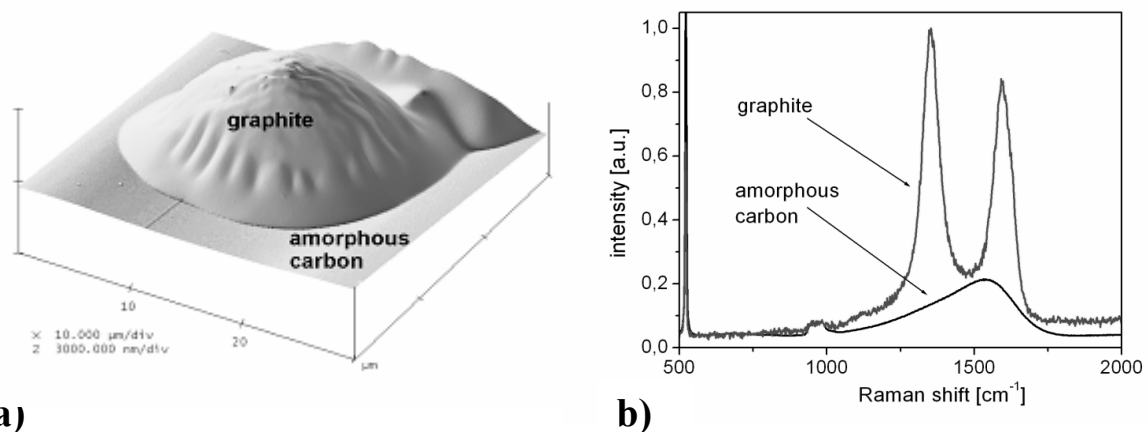 graphite
amorphous
carbon
10
20
μm
X 10.000 μm/div
Z 3000.000 nm/div
a)
b)
1,0
0,8
0,6
0,4
0,2
0,0
intensity [a.u.]
graphite
amorphous
carbon
500
1000
1500
2000
Raman shift [cm⁻¹]